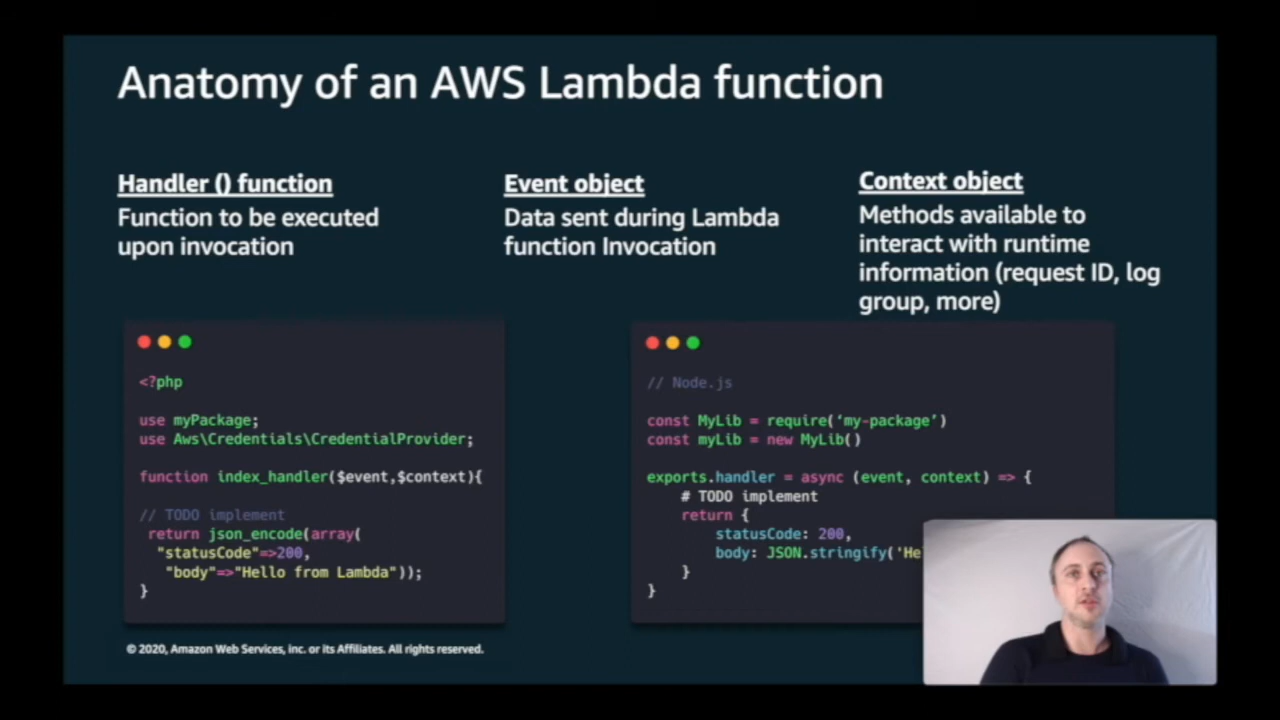 Anatomy of an AWS Lambda function
Handler () function
Function to be executed
upon invocation
Event object
Data sent during Lambda
function Invocation
Context object
Methods available to
interact with runtime
information (request ID, log
group, more)
<?php
use myPackage;
use Aws\Credentials\CredentialProvider;
function index_handler($event,$context){
// TODO implement
return json_encode(array(
"statusCode"=>200,
"body"=>"Hello from Lambda"));
}
// Node.js
const MyLib = require(‘my-package’)
const myLib = new MyLib()
exports.handler = async (event, context) => {
# TODO implement
return {
statusCode: 200,
body: JSON.stringify('He
}
}
© 2020, Amazon Web Services, inc. or its Affiliates. All rights reserved.